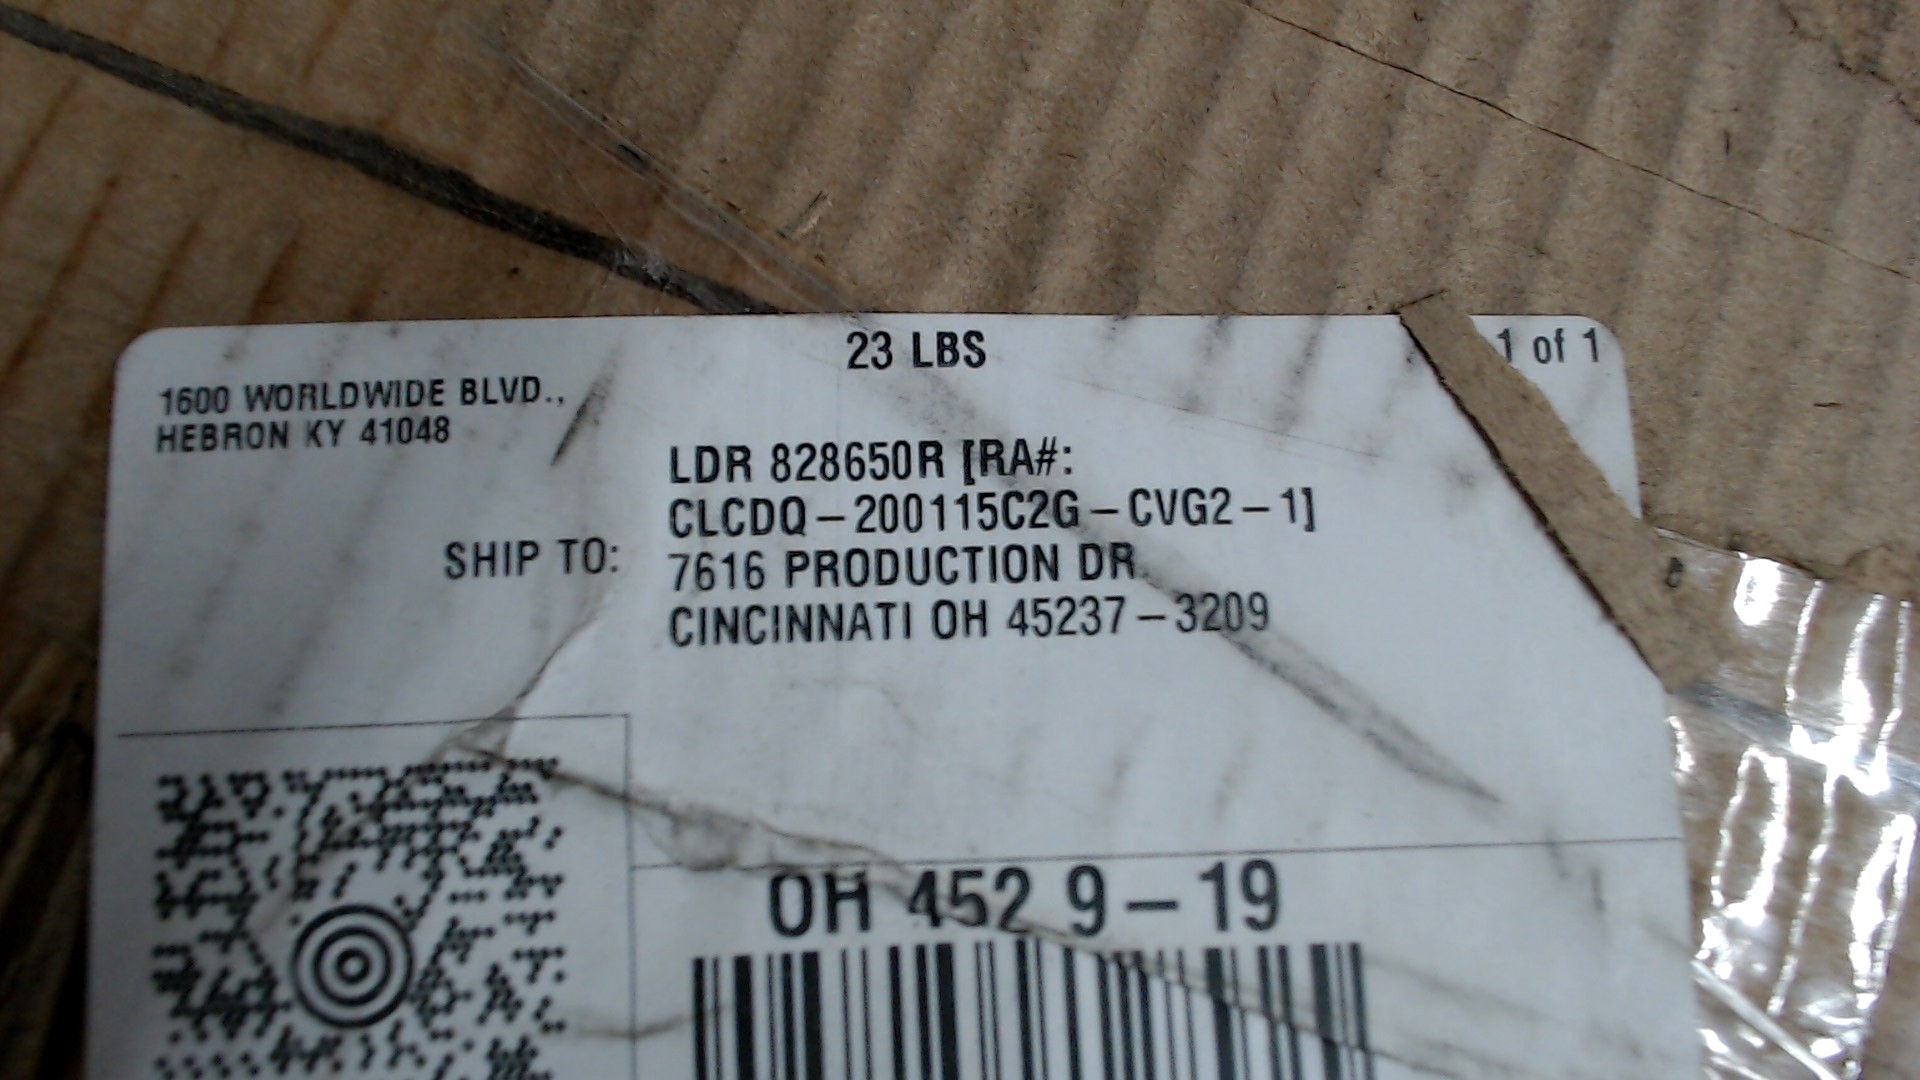 23 LBS
1 of 1
1600 WORLDWIDE BLVD.,
HEBRON KY 41048
LDR 828650R [RA#:
CLCDQ-200115C2G-CVG2-1]
SHIP TO: 7616 PRODUCTION DR
CINCINNATI OH 45237-3209
OH 452 9-19